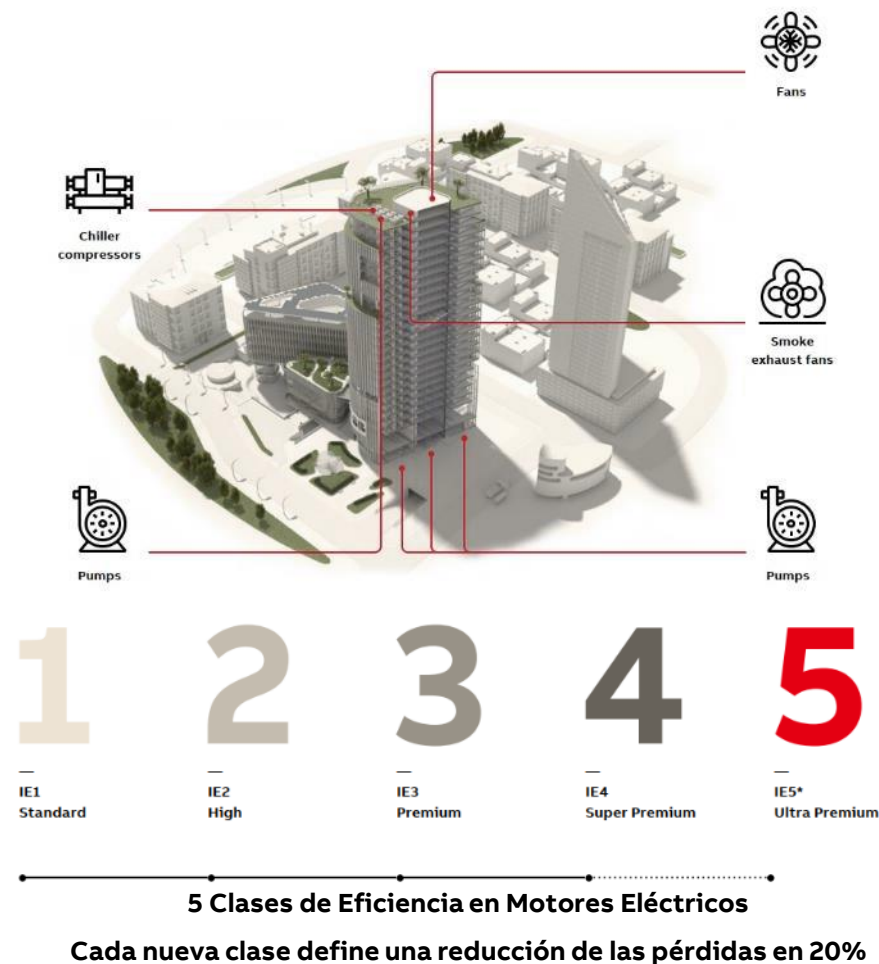 Fans
Chiller
compressors
Smoke
exhaust fans
Pumps
Pumps
1
2
3
4
5
—
IE1
Standard
—
IE2
High
—
IE3
Premium
—
IE4
Super Premium
—
IE5*
Ultra Premium
5 Clases de Eficiencia en Motores Eléctricos
Cada nueva clase define una reducción de las pérdidas en 20%